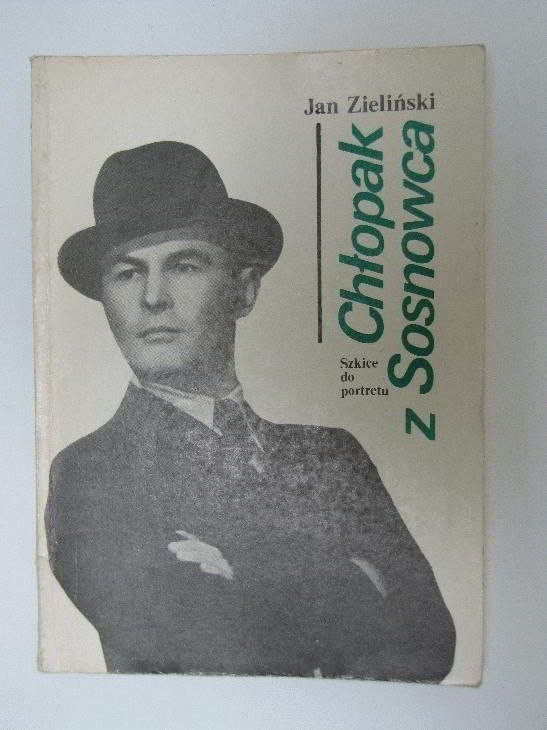 Jan Zieliński
Chłopak
z Sosnowca
Szkice
do
portretu